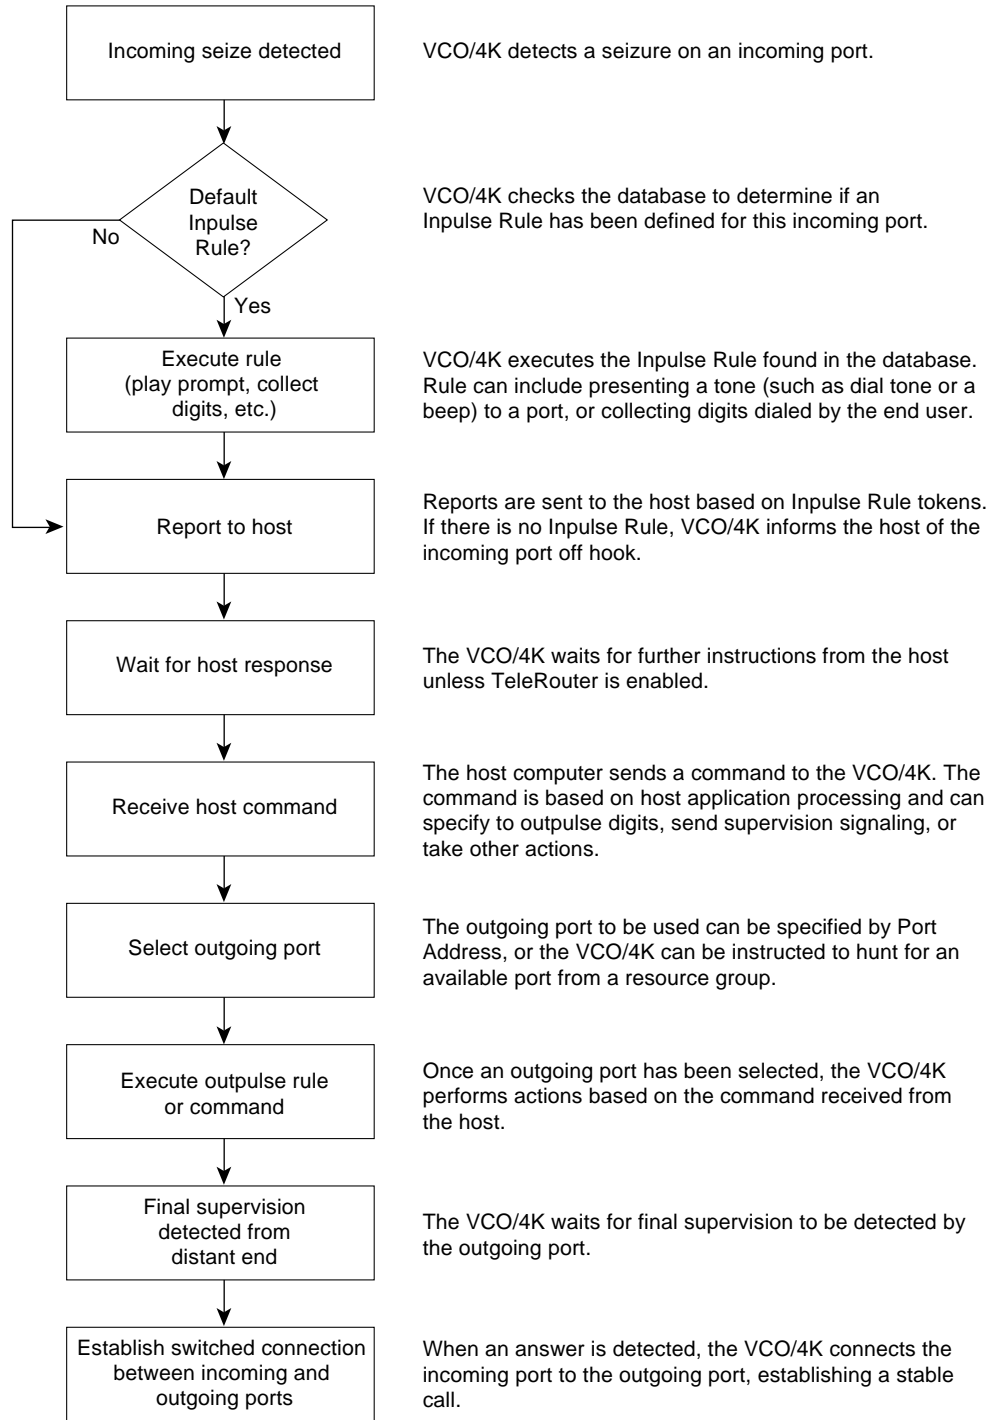 Incoming seize detected
VCO/4K detects a seizure on an incoming port.
Default
Inpulse
Rule?
No
Yes
VCO/4K checks the database to determine if an
Inpulse Rule has been defined for this incoming port.
Execute rule
(play prompt, collect
digits, etc.)
VCO/4K executes the Inpulse Rule found in the database.
Rule can include presenting a tone (such as dial tone or a
beep) to a port, or collecting digits dialed by the end user.
Report to host
Reports are sent to the host based on Inpulse Rule tokens.
If there is no Inpulse Rule, VCO/4K informs the host of the
incoming port off hook.
Wait for host response
The VCO/4K waits for further instructions from the host
unless TeleRouter is enabled.
Receive host command
The host computer sends a command to the VCO/4K. The
command is based on host application processing and can
specify to outpulse digits, send supervision signaling, or
take other actions.
Select outgoing port
The outgoing port to be used can be specified by Port
Address, or the VCO/4K can be instructed to hunt for an
available port from a resource group.
Execute outpulse rule
or command
Once an outgoing port has been selected, the VCO/4K
performs actions based on the command received from
the host.
Final supervision
detected from
distant end
The VCO/4K waits for final supervision to be detected by
the outgoing port.
Establish switched connection
between incoming and
outgoing ports
When an answer is detected, the VCO/4K connects the
incoming port to the outgoing port, establishing a stable
call.